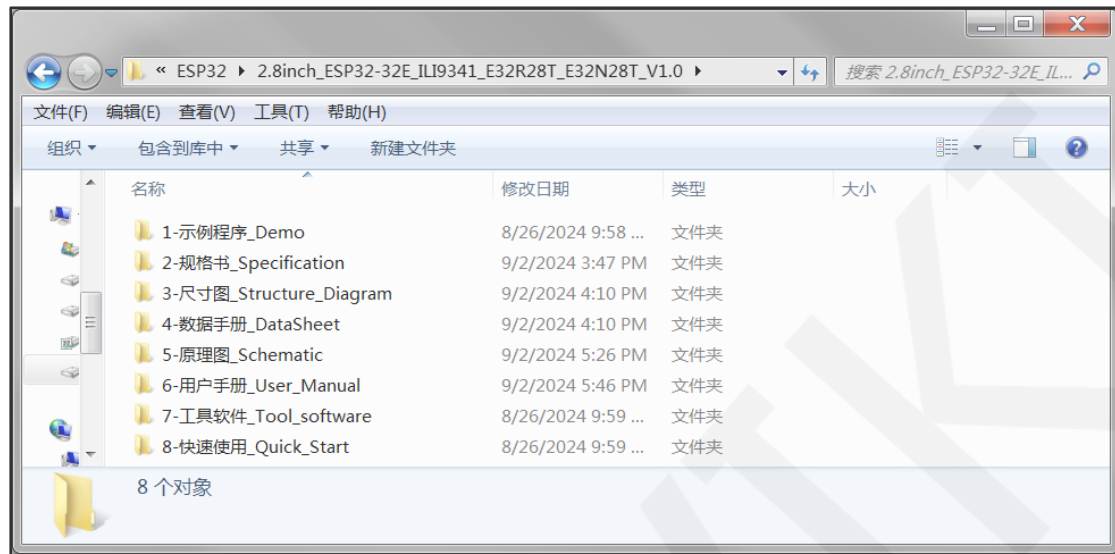 « ESP32 ▸ 2.8inch_ESP32-32E_ILI9341_E32R28T_E32N28T_V1.0 ▸ 搜索 2.8inch_ESP32-32E_IL...
文件(F) 编辑(E) 查看(V) 工具(T) 帮助(H)
组织 包含到库中 共享 新建文件夹
名称 修改日期 类型 大小
1-示例程序_Demo 8/26/2024 9:58 ... 文件夹
2-规格书_Specification 9/2/2024 3:47 PM 文件夹
3-尺寸图_Structure_Diagram 9/2/2024 4:10 PM 文件夹
4-数据手册_DataSheet 9/2/2024 4:10 PM 文件夹
5-原理图_Schematic 9/2/2024 5:26 PM 文件夹
6-用户手册_User_Manual 9/2/2024 5:46 PM 文件夹
7-工具软件_Tool_software 8/26/2024 9:59 ... 文件夹
8-快速使用_Quick_Start 8/26/2024 9:59 ... 文件夹
8 个对象